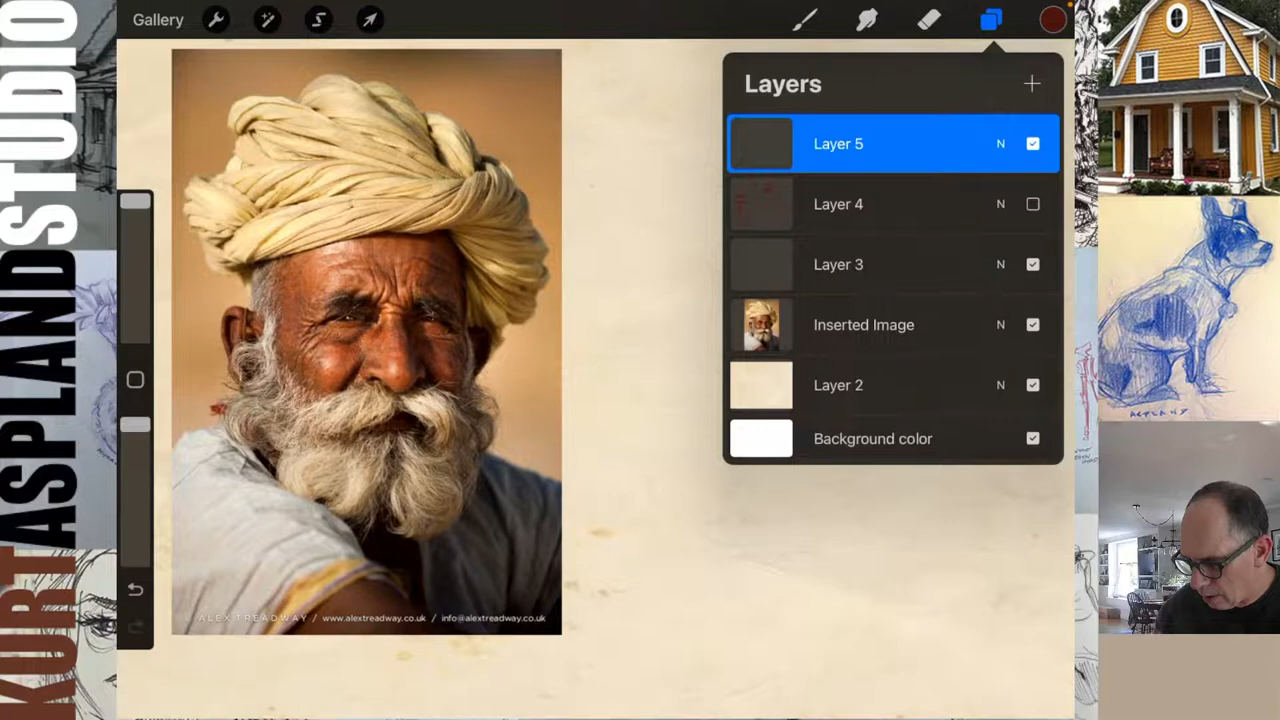 KURT ASPLANDSTUDIO
Gallery
Layers
Layer 5 N
Layer 4 N
Layer 3 N
Inserted Image N
Layer 2 N
Background color
ALEX TREADWAY / www.alextreadway.co.uk / info@alextreadway.co.uk
ASPLAND